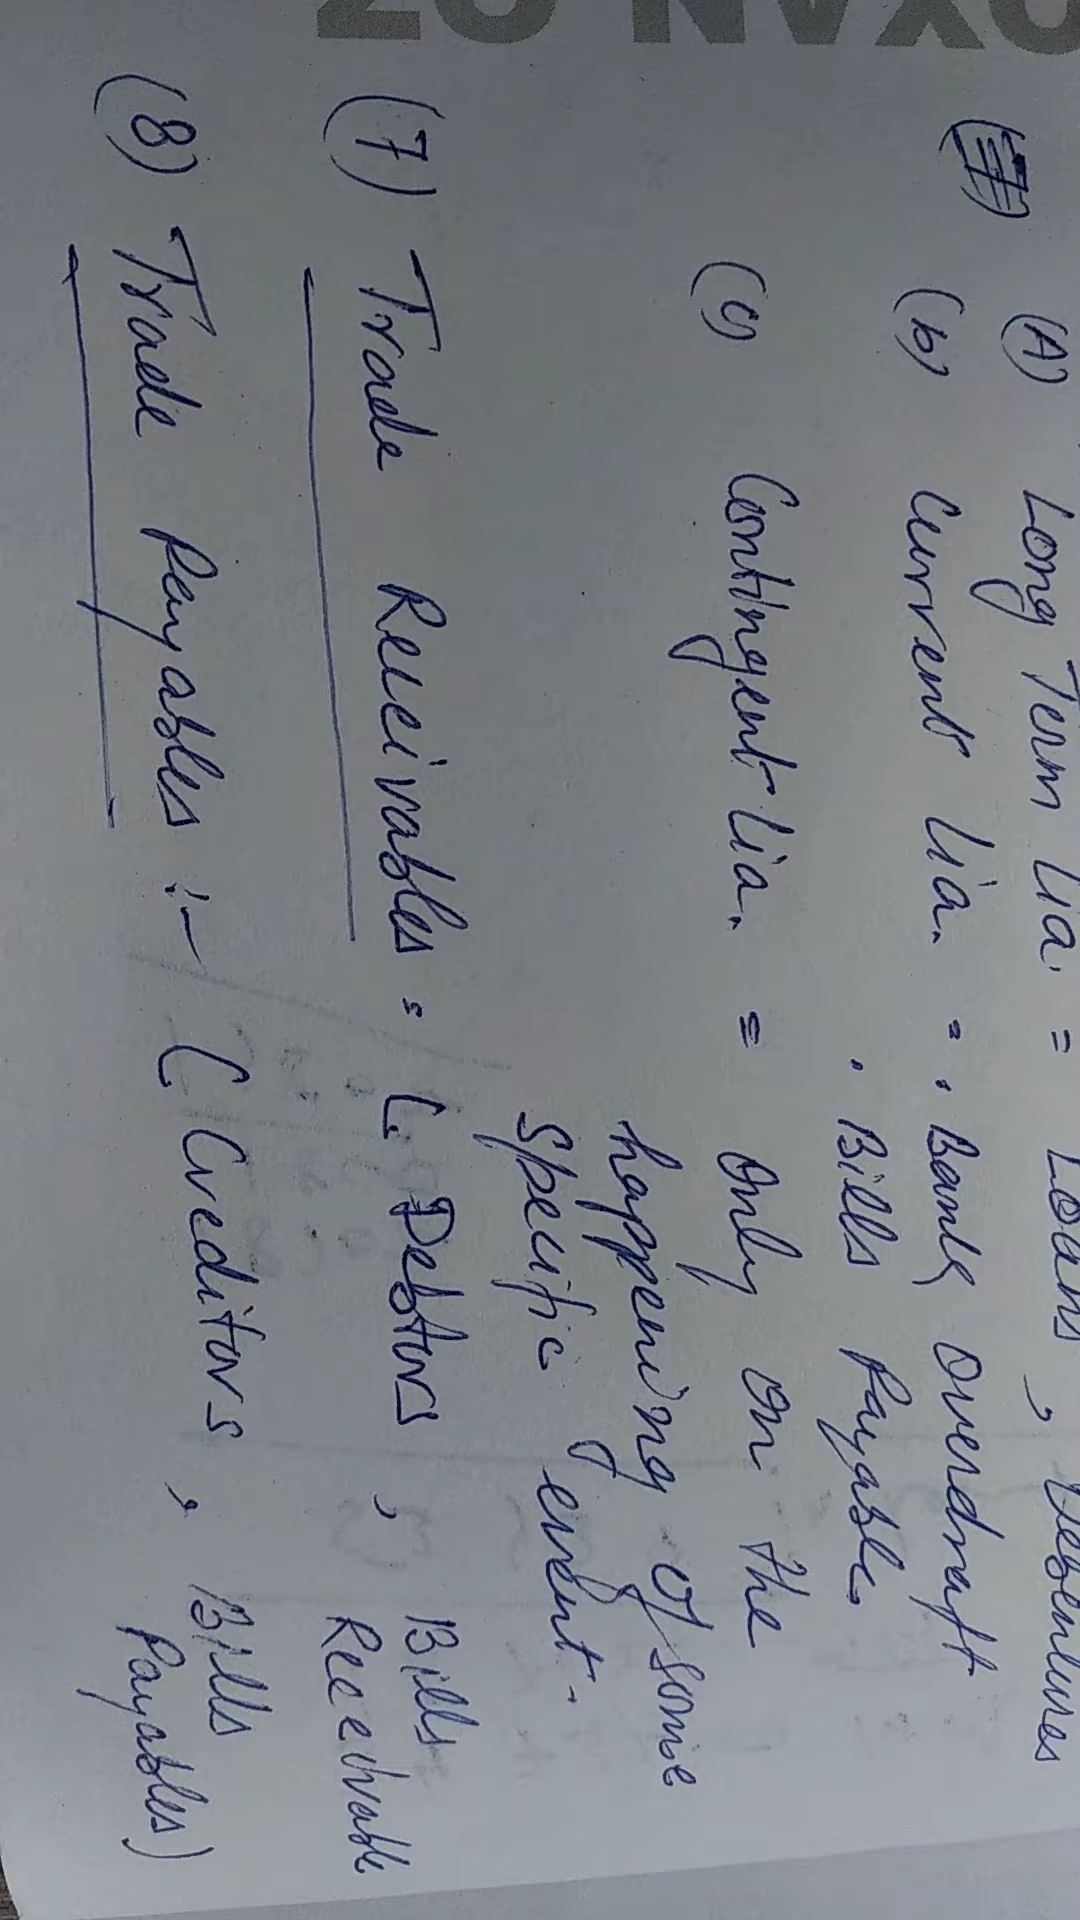 (A) Long Term Lia. = Loans , Debentures
(b) Current Lia. = . Bank overdraft
. Bills Payable.
(c) Contingent Lia. = only on the
happening of some
specific event.
(7) Trade Receivables = (. Debtors , Bills
Receivable
(8) Trade Payables :- ( Creditors , Bills
Payables)